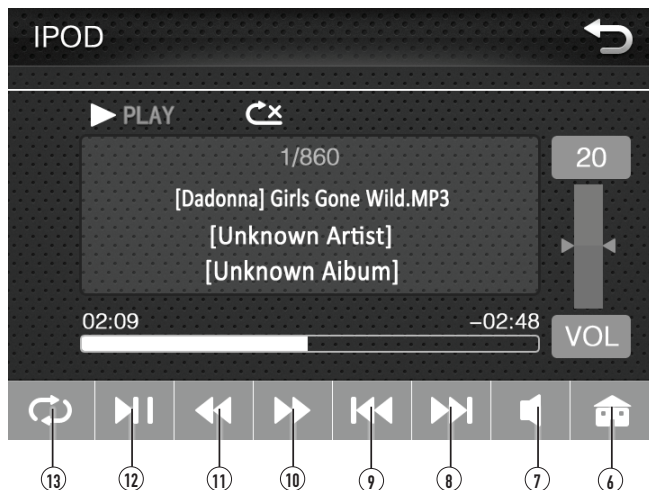 IPOD
PLAY
1/860
20
[Dadonna] Girls Gone Wild.MP3
[Unknown Artist]
[Unknown Aibum]
02:09 –02:48
VOL
13 12 11 10 9 8 7 6